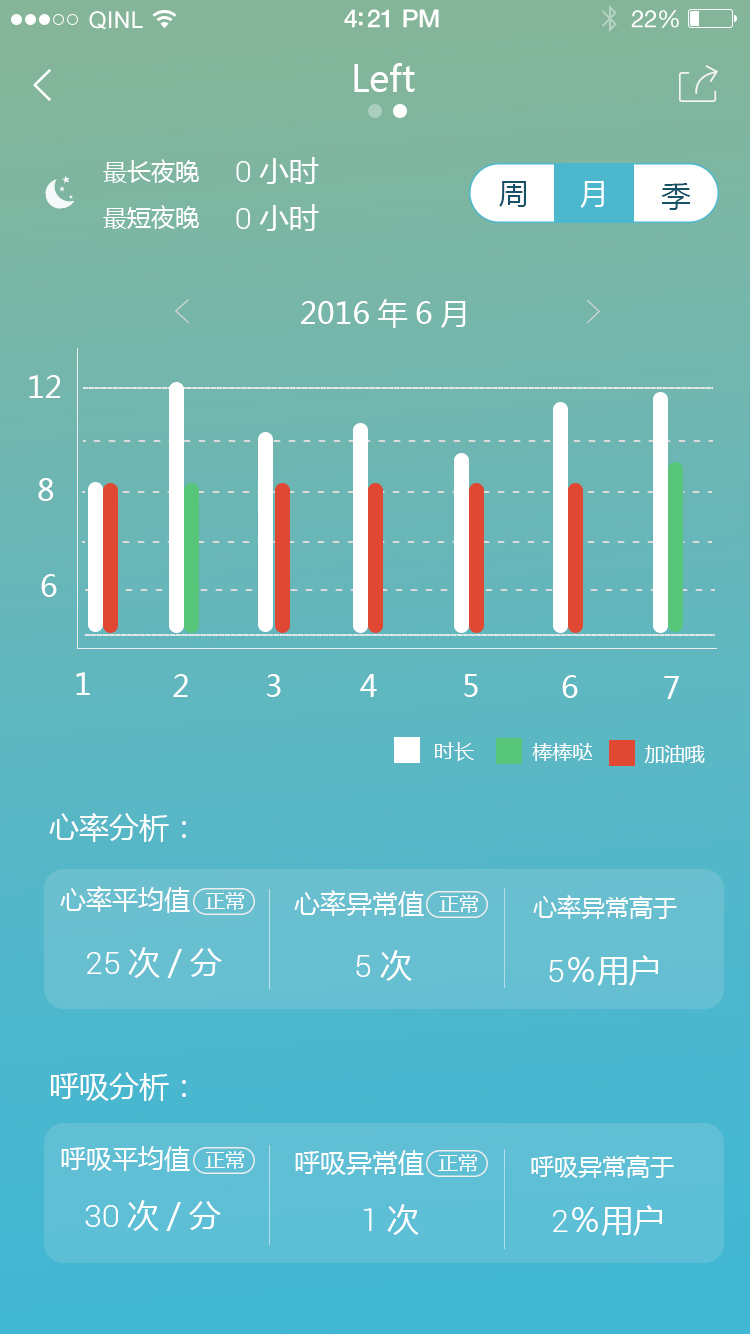 QINL 4:21 PM 22%
Left
最长夜晚 0 小时
最短夜晚 0 小时
周 月 季
2016 年 6 月
12
8
6
1 2 3 4 5 6 7
时长 棒棒哒 加油哦
心率分析：
心率平均值 正常 心率异常值 正常 心率异常高于
25 次 / 分 5 次 5%用户
呼吸分析：
呼吸平均值 正常 呼吸异常值 正常 呼吸异常高于
30 次 / 分 1 次 2%用户